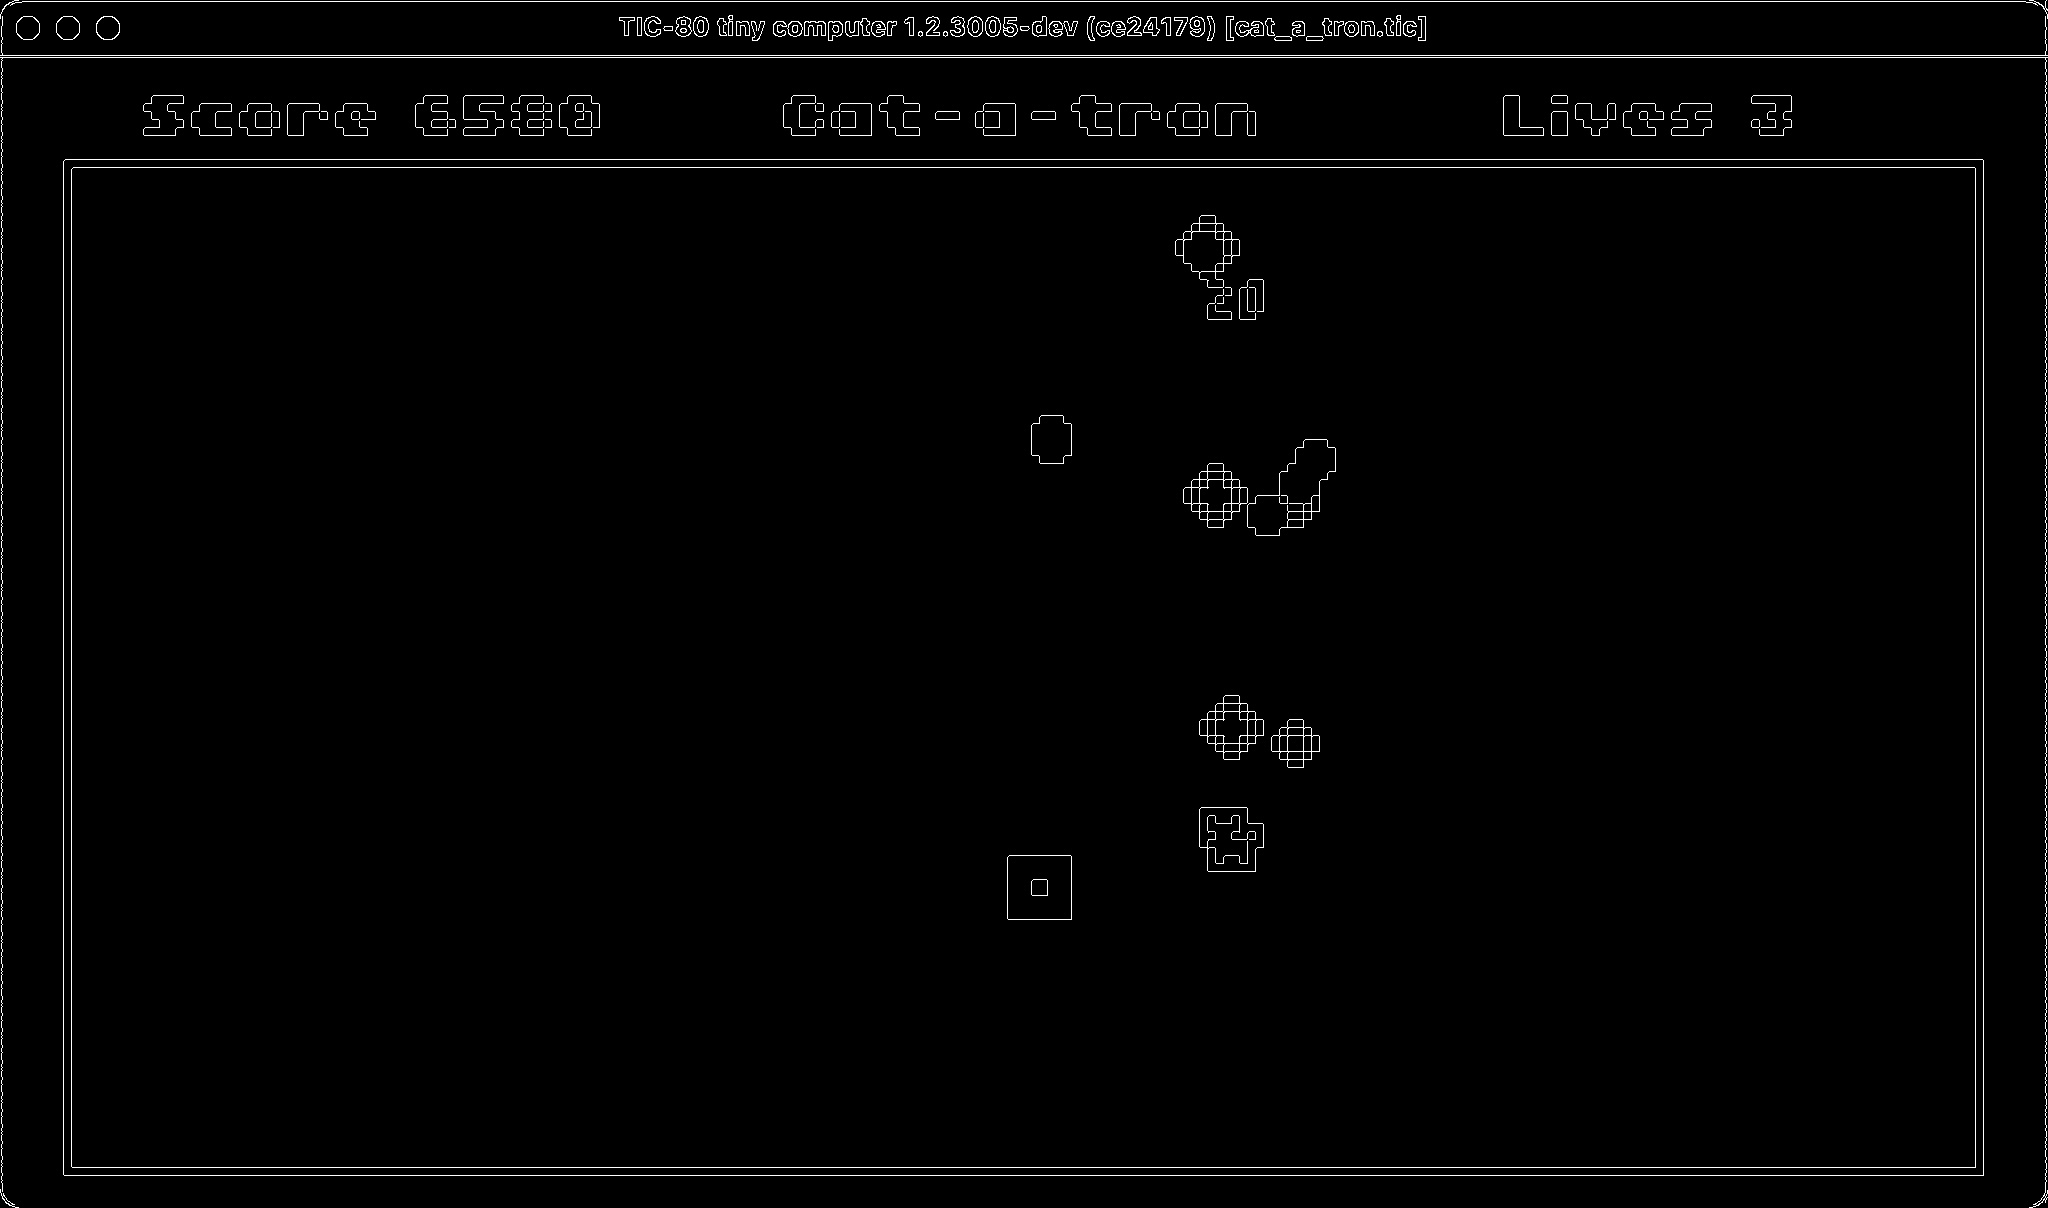 TIC-80 tiny computer 1.2.3005-dev (ce24179) [cat_a_tron.tic]
Score 6580 Cat-a-tron Lives 3
20